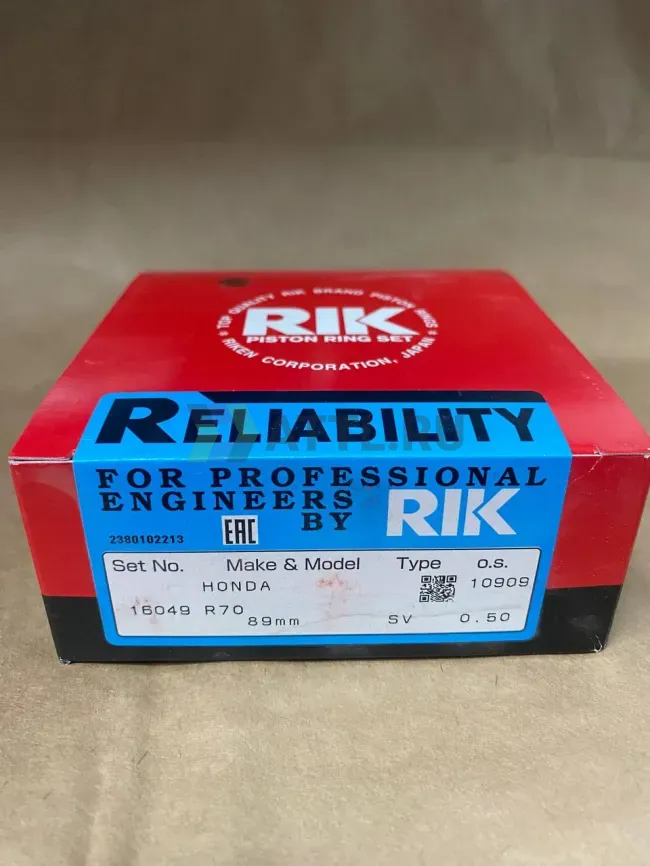 TOP QUALITY RIK BRAND PISTON RINGS
RIK
PISTON RING SET
RIKEN CORPORATION, JAPAN
RELIABILITY
FOR PROFESSIONAL
ENGINEERS
BY RIK
2380102213 EAC
Set No. Make & Model Type o.s.
HONDA 10909
16049 R70
89mm SV 0.50